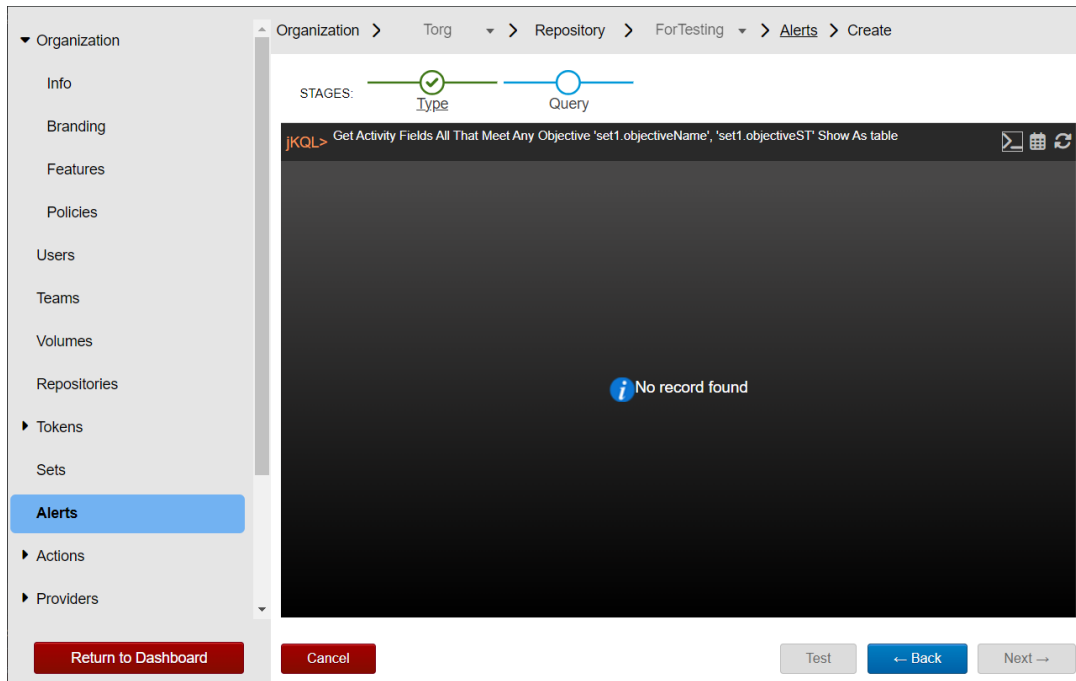 Organization
Info
Branding
Features
Policies
Users
Teams
Volumes
Repositories
Tokens
Sets
Alerts
Actions
Providers
Return to Dashboard
Organization > Torg > Repository > ForTesting > Alerts > Create
STAGES: Type Query
jKQL> Get Activity Fields All That Meet Any Objective 'set1.objectiveName', 'set1.objectiveST' Show As table
No record found
Cancel Test ← Back Next →